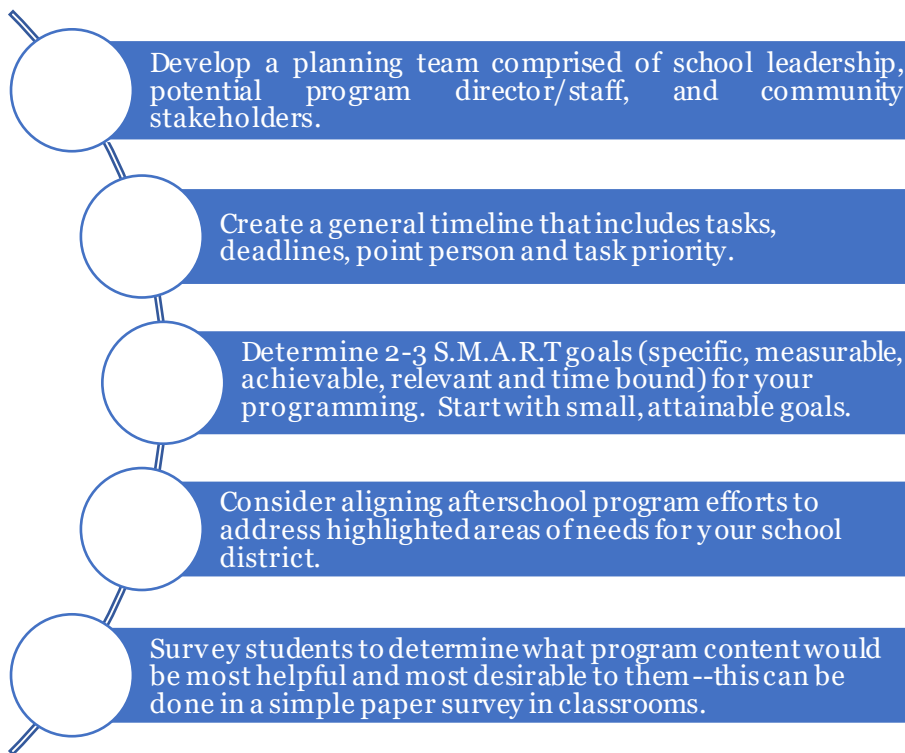 Develop a planning team comprised of school leadership,
potential program director/staff, and community
stakeholders.
Create a general timeline that includes tasks,
deadlines, point person and task priority.
Determine 2-3 S.M.A.R.T goals (specific, measurable,
achievable, relevant and time bound) for your
programming. Start with small, attainable goals.
Consider aligning afterschool program efforts to
address highlighted areas of needs for your school
district.
Survey students to determine what program content would
be most helpful and most desirable to them--this can be
done in a simple paper survey in classrooms.